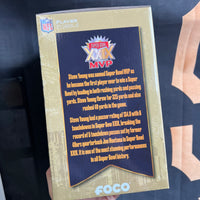 NFL
PLAYER
SUPER BOWL
XXIX
MVP
Steve Young was named Super Bowl MVP as
he became the first player ever to win a Super
Bowl by leading in both rushing yards and passing
yards. Steve Young threw for 325 yards and also
rushed 49 yards in the game.
Steve Young had a passer rating of 134.8 with 6
touchdowns in Super Bowl XXIX, breaking the
record of 5 touchdown passes set by former
49ers quarterback Joe Montana in Super Bowl
XXIV. It is one of the most stunning performances
in all Super Bowl history.
FOCO